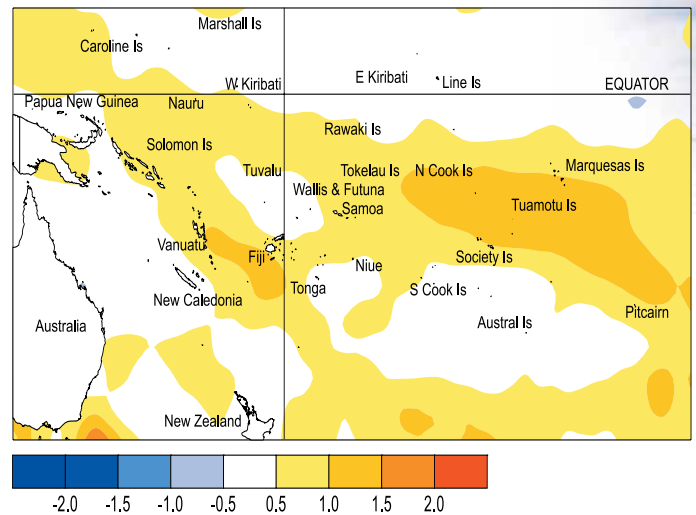 Marshall Is
Caroline Is
W Kiribati
E Kiribati
Line Is
EQUATOR
Papua New Guinea
Nauru
Rawaki Is
Solomon Is
Tuvalu
Tokelau Is
N Cook Is
Marquesas Is
Wallis & Futuna
Samoa
Tuamotu Is
Vanuatu
Fiji
Niue
Society Is
Tonga
S Cook Is
New Caledonia
Pitcairn
Australia
Austral Is
New Zealand
-2.0 -1.5 -1.0 -0.5 0.5 1.0 1.5 2.0